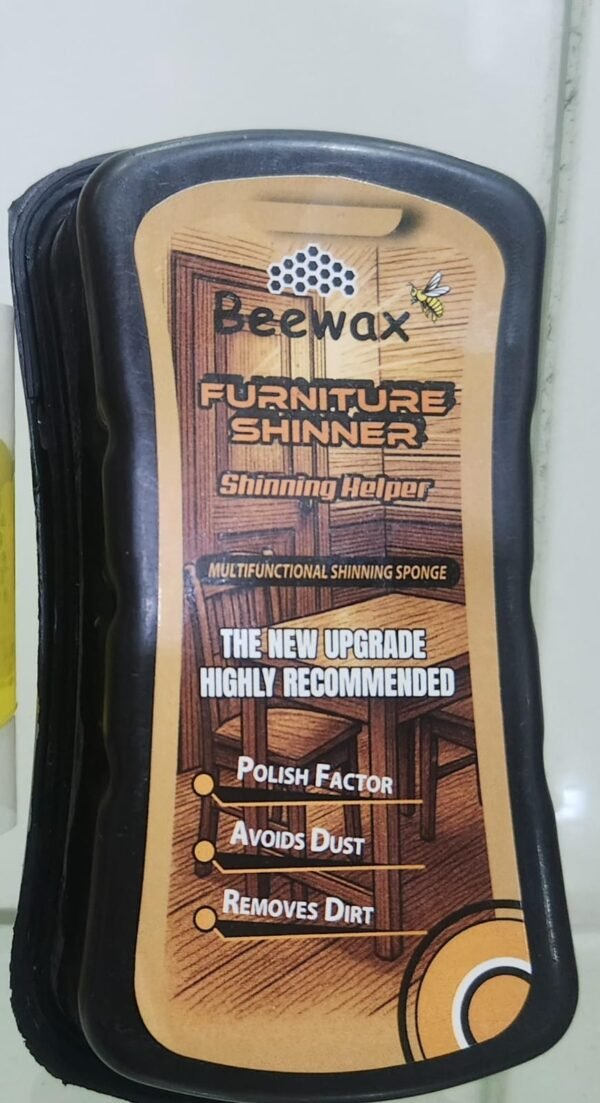 Beewax
FURNITURE
SHINNER
Shinning Helper
MULTIFUNCTIONAL SHINNING SPONGE
THE NEW UPGRADE
HIGHLY RECOMMENDED
POLISH FACTOR
AVOIDS DUST
REMOVES DIRT